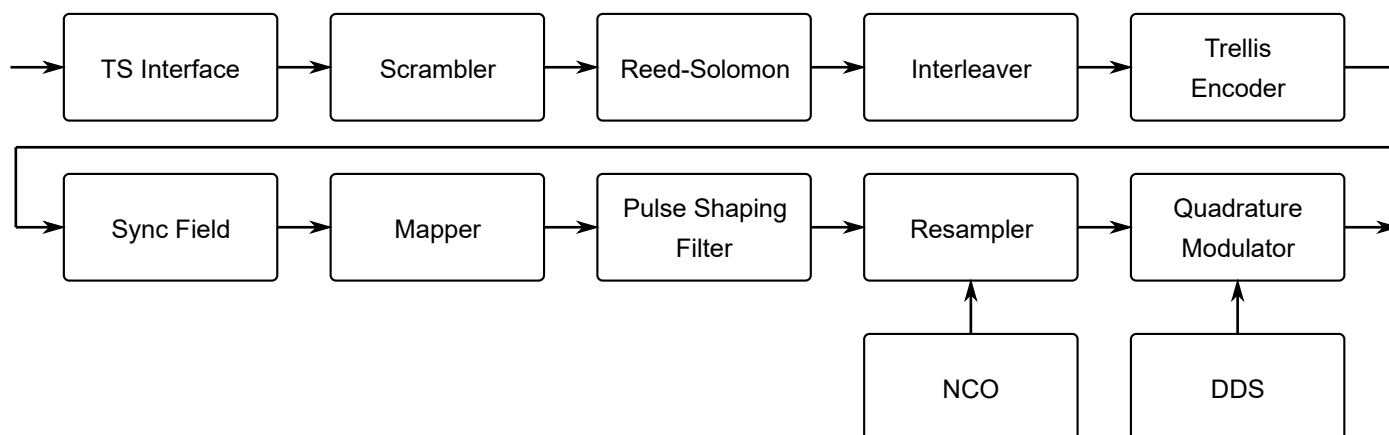 TS Interface
Scrambler
Reed-Solomon
Interleaver
Trellis
Encoder
Sync Field
Mapper
Pulse Shaping
Filter
Resampler
Quadrature
Modulator
NCO
DDS